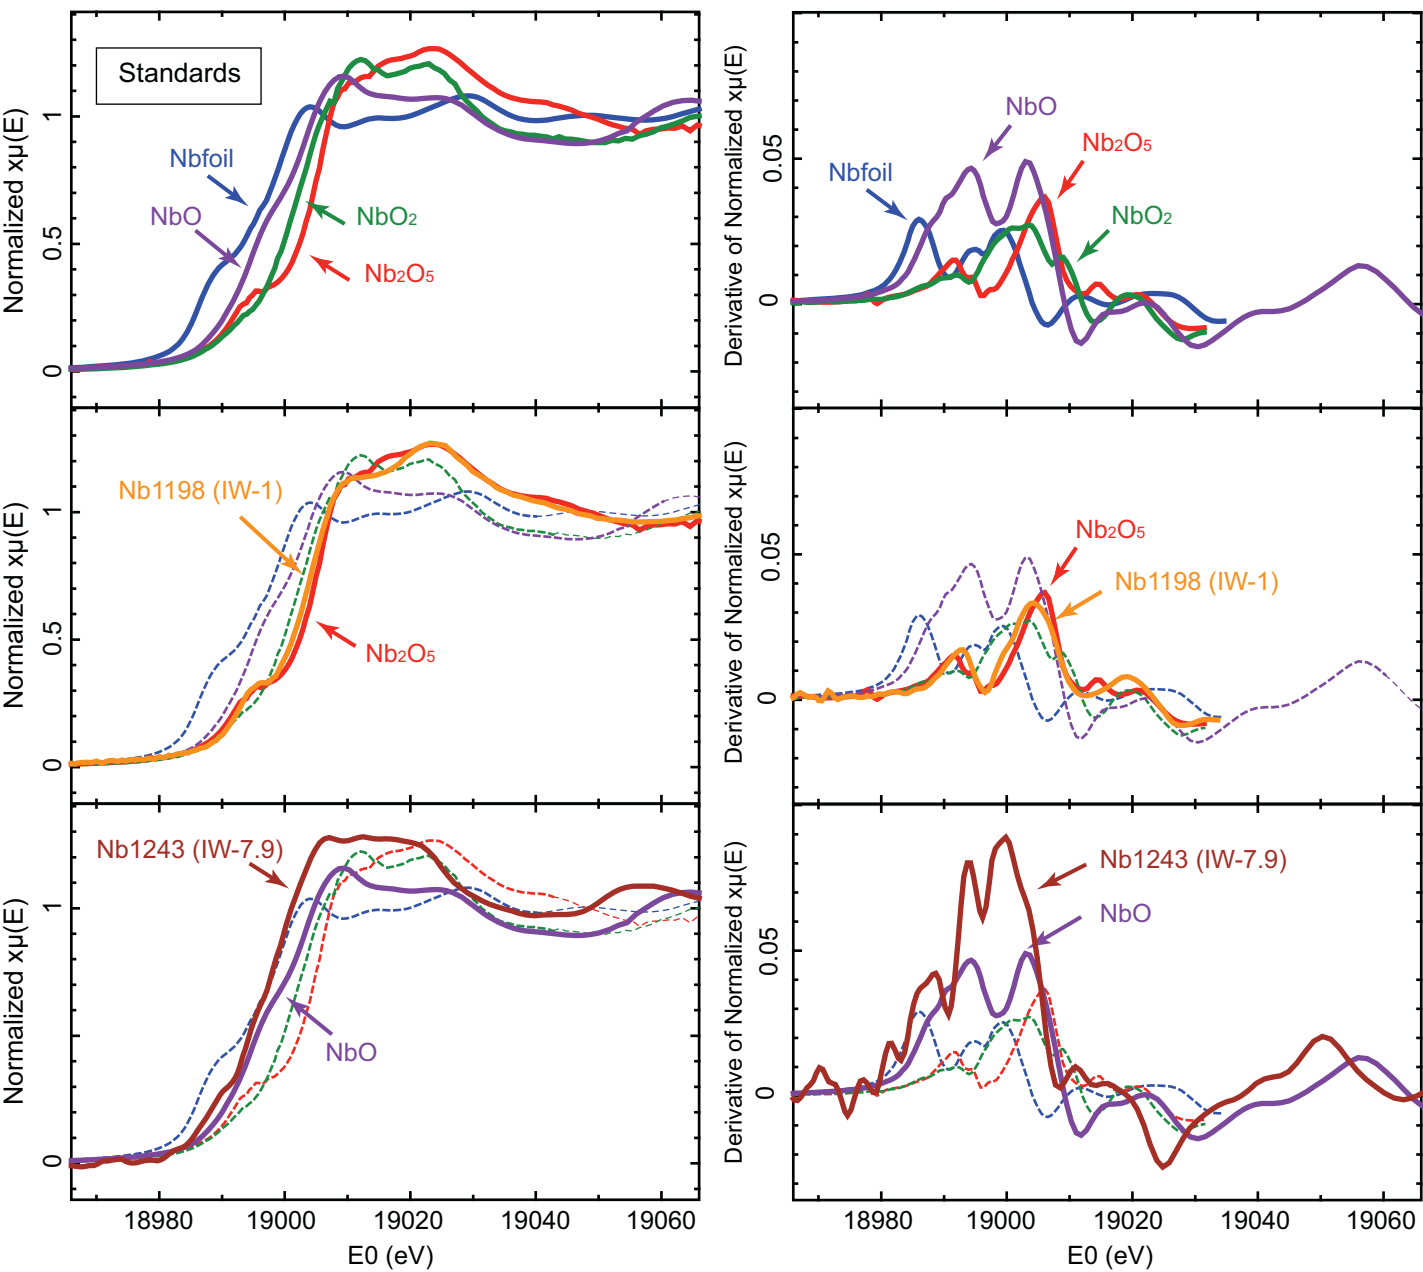 Standards
Nbfoil
NbO
NbO₂
Nb₂O₅
Normalized xμ(E)
0
0.5
1
NbO
Nb₂O₅
Nbfoil
NbO₂
Derivative of Normalized xμ(E)
0
0.05
Nb1198 (IW-1)
Nb₂O₅
Normalized xμ(E)
0
0.5
1
Nb₂O₅
Nb1198 (IW-1)
Derivative of Normalized xμ(E)
0
0.05
Nb1243 (IW-7.9)
NbO
Normalized xμ(E)
0
1
18980 19000 19020 19040 19060
E0 (eV)
Nb1243 (IW-7.9)
NbO
Derivative of Normalized xμ(E)
0
0.05
18980 19000 19020 19040 19060
E0 (eV)